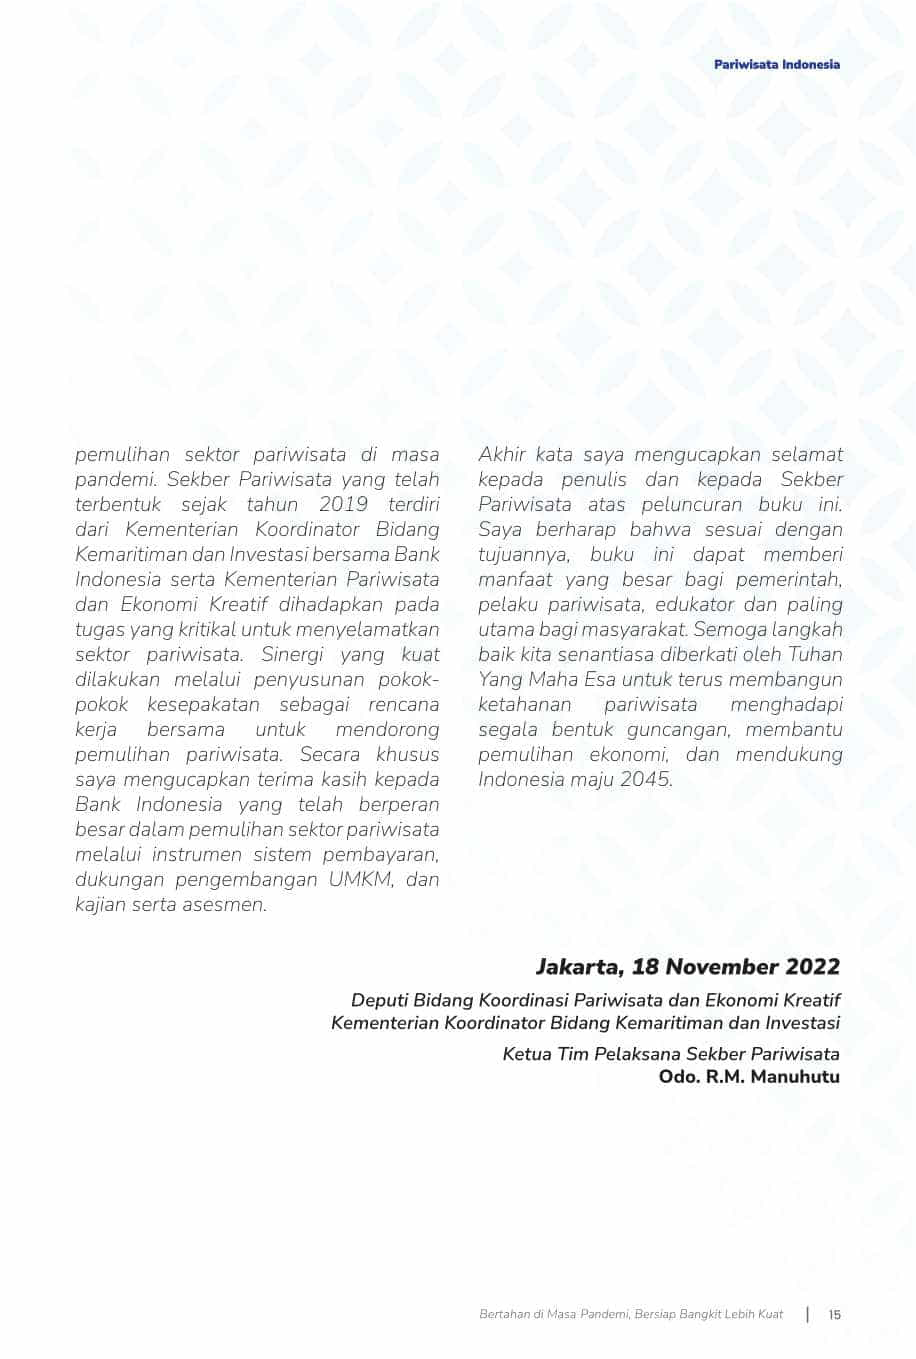 Pariwisata Indonesia
pemulihan sektor pariwisata di masa
pandemi. Sekber Pariwisata yang telah
terbentuk sejak tahun 2019 terdiri
dari Kementerian Koordinator Bidang
Kemaritiman dan Investasi bersama Bank
Indonesia serta Kementerian Pariwisata
dan Ekonomi Kreatif dihadapkan pada
tugas yang kritikal untuk menyelamatkan
sektor pariwisata. Sinergi yang kuat
dilakukan melalui penyusunan pokok-
pokok kesepakatan sebagai rencana
kerja bersama untuk mendorong
pemulihan pariwisata. Secara khusus
saya mengucapkan terima kasih kepada
Bank Indonesia yang telah berperan
besar dalam pemulihan sektor pariwisata
melalui instrumen sistem pembayaran,
dukungan pengembangan UMKM, dan
kajian serta asesmen.
Akhir kata saya mengucapkan selamat
kepada penulis dan kepada Sekber
Pariwisata atas peluncuran buku ini.
Saya berharap bahwa sesuai dengan
tujuannya, buku ini dapat memberi
manfaat yang besar bagi pemerintah,
pelaku pariwisata, edukator dan paling
utama bagi masyarakat. Semoga langkah
baik kita senantiasa diberkati oleh Tuhan
Yang Maha Esa untuk terus membangun
ketahanan pariwisata menghadapi
segala bentuk guncangan, membantu
pemulihan ekonomi, dan mendukung
Indonesia maju 2045.
Jakarta, 18 November 2022
Deputi Bidang Koordinasi Pariwisata dan Ekonomi Kreatif
Kementerian Koordinator Bidang Kemaritiman dan Investasi
Ketua Tim Pelaksana Sekber Pariwisata
Odo. R.M. Manuhutu
Bertahan di Masa Pandemi, Bersiap Bangkit Lebih Kuat | 15